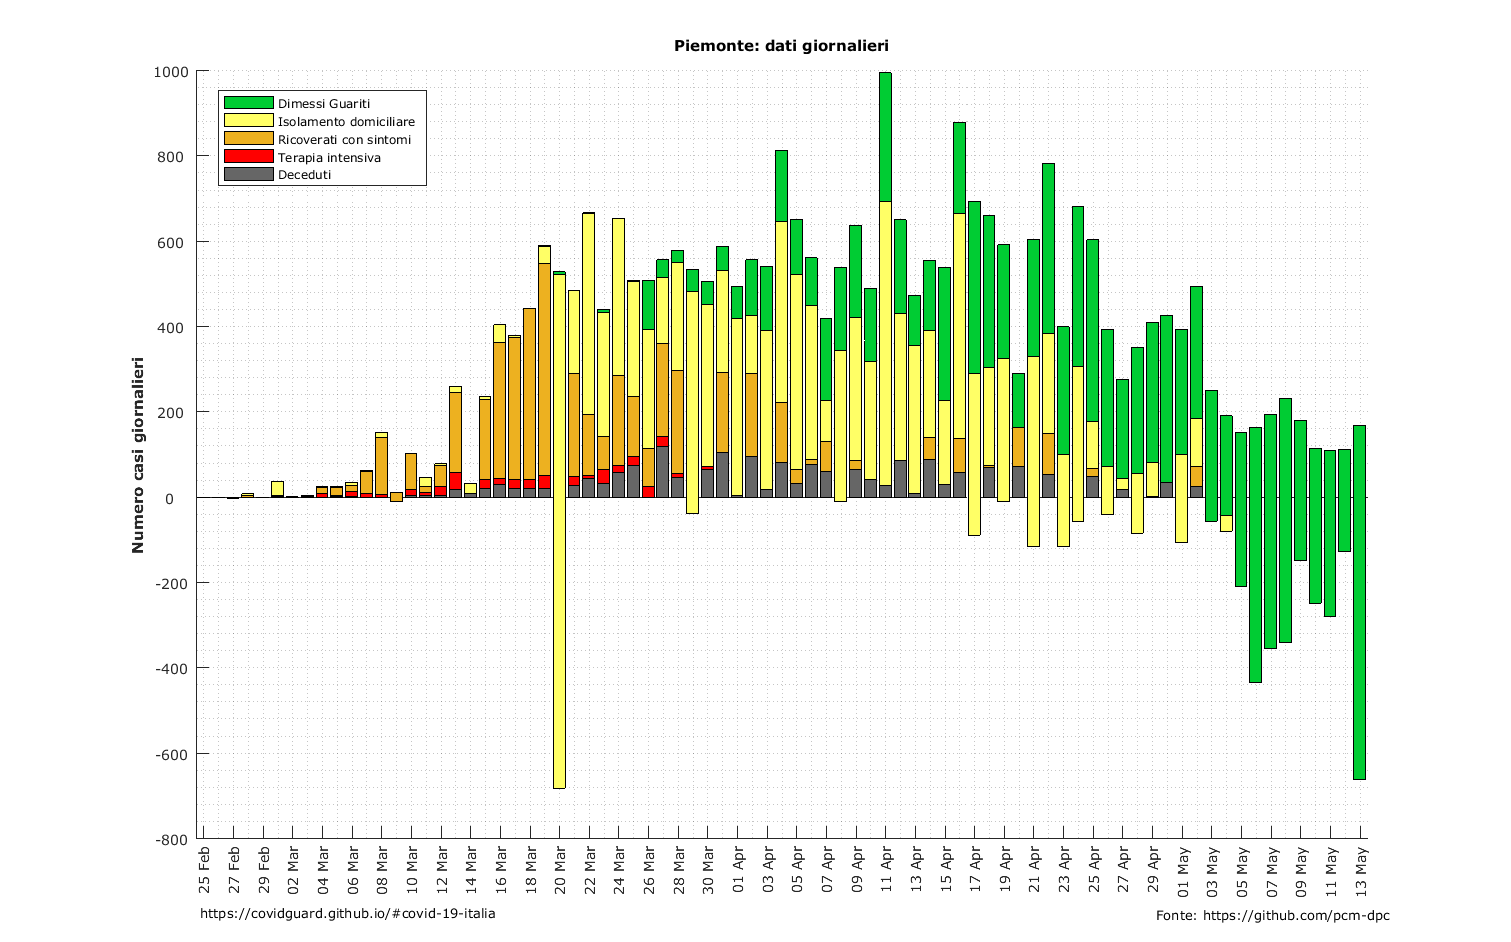 Piemonte: dati giornalieri
1000
800
600
400
200
0
-200
-400
-600
-800
Numero casi giornalieri
Dimessi Guariti
Isolamento domiciliare
Ricoverati con sintomi
Terapia intensiva
Deceduti
25 Feb
27 Feb
29 Feb
02 Mar
04 Mar
06 Mar
08 Mar
10 Mar
12 Mar
14 Mar
16 Mar
18 Mar
20 Mar
22 Mar
24 Mar
26 Mar
28 Mar
30 Mar
01 Apr
03 Apr
05 Apr
07 Apr
09 Apr
11 Apr
13 Apr
15 Apr
17 Apr
19 Apr
21 Apr
23 Apr
25 Apr
27 Apr
29 Apr
01 May
03 May
05 May
07 May
09 May
11 May
13 May
https://covidguard.github.io/#covid-19-italia
Fonte: https://github.com/pcm-dpc